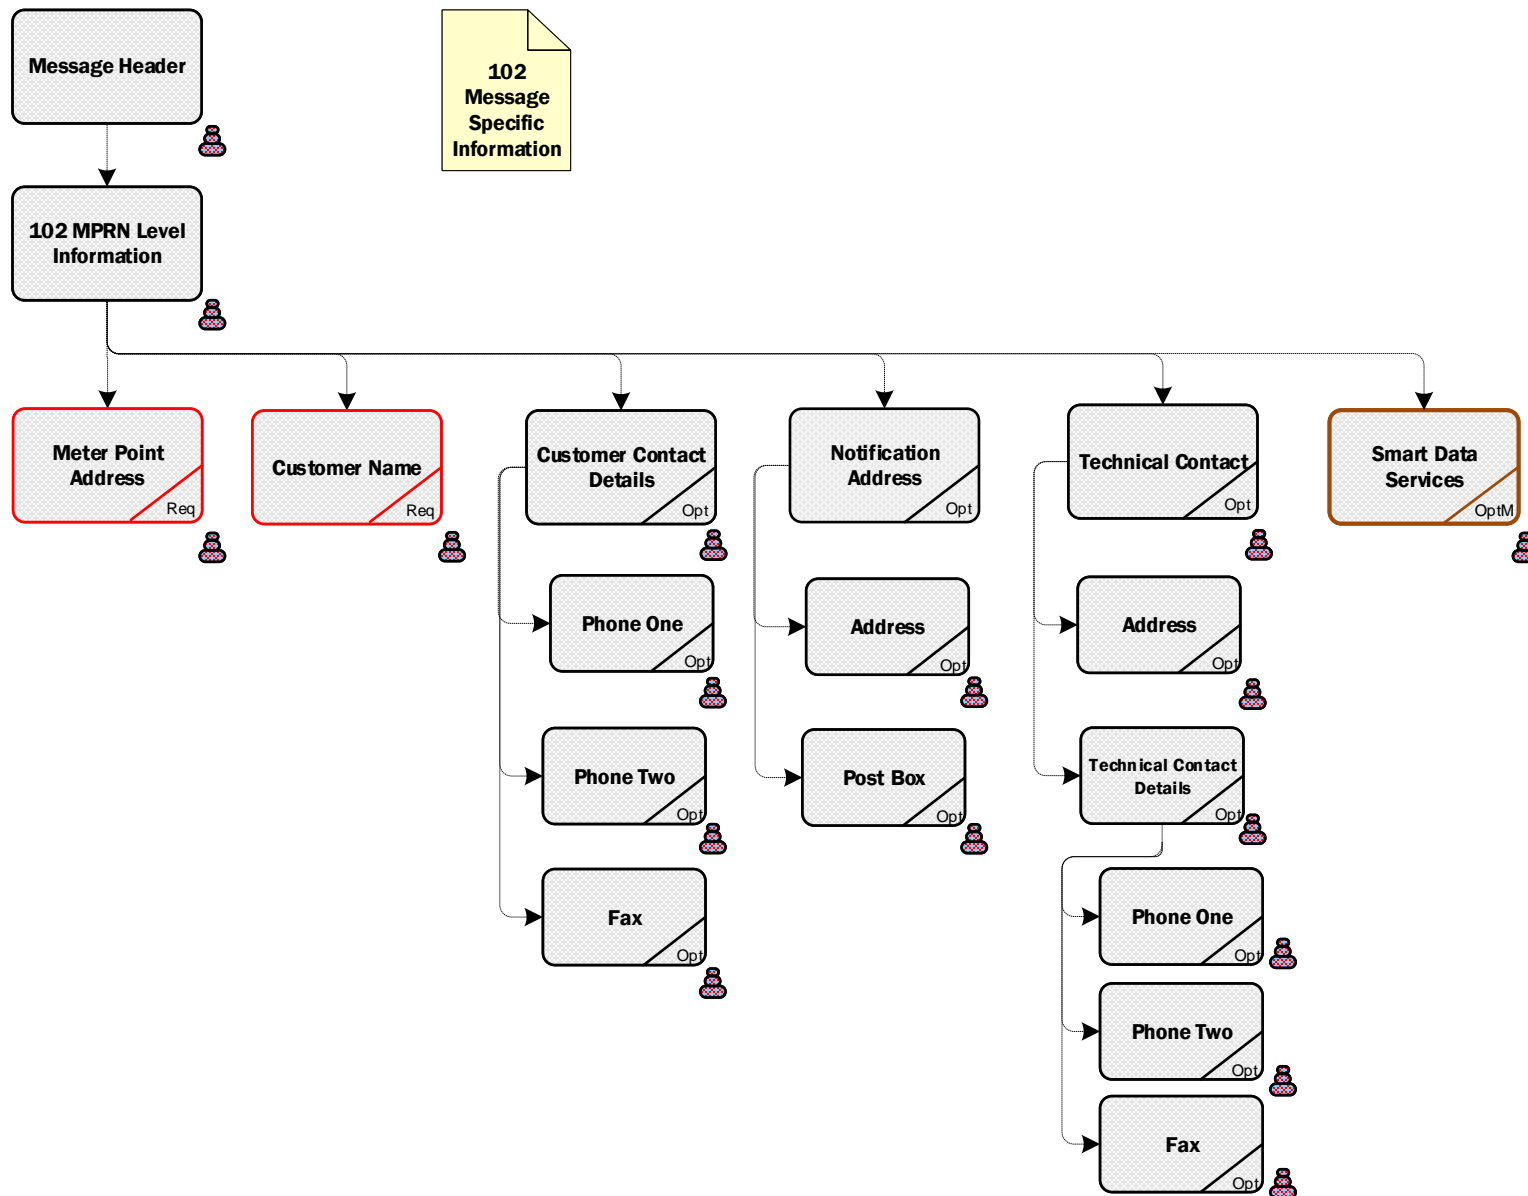 Message Header
102
Message
Specific
Information
102 MPRN Level
Information
Meter Point
Address
Req
Customer Name
Req
Customer Contact
Details
Opt
Notification
Address
Opt
Technical Contact
Opt
Smart Data
Services
OptM
Phone One
Opt
Address
Opt
Address
Opt
Phone Two
Opt
Post Box
Opt
Technical Contact
Details
Opt
Fax
Opt
Phone One
Opt
Phone Two
Opt
Fax
Opt